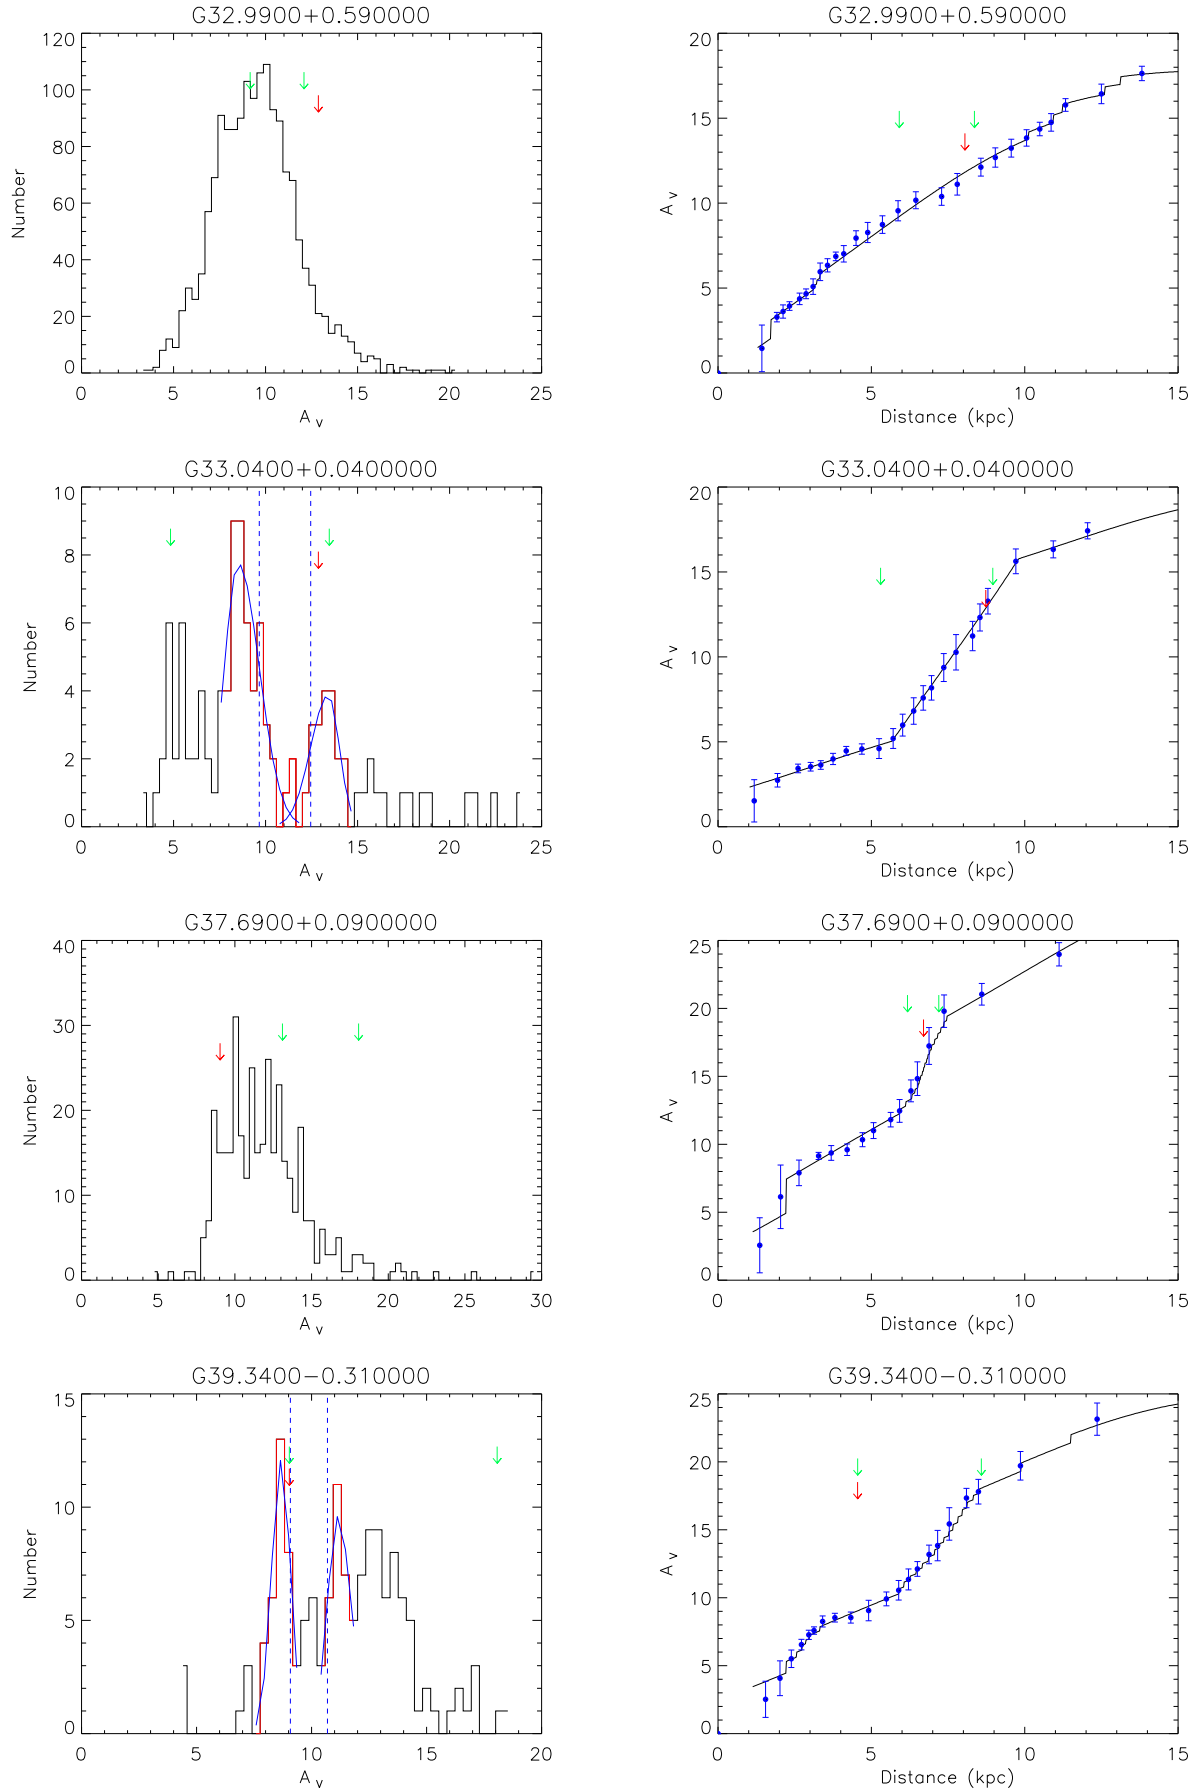 G32.9900+0.590000
G32.9900+0.590000
120
100
80
60
40
20
0
Number
0 5 10 15 20 25
A v
20
15
10
5
0
A v
0 5 10 15
Distance (kpc)
G33.0400+0.0400000
G33.0400+0.0400000
10
8
6
4
2
0
Number
0 5 10 15 20 25
A v
20
15
10
5
0
A v
0 5 10 15
Distance (kpc)
G37.6900+0.0900000
G37.6900+0.0900000
40
30
20
10
0
Number
0 5 10 15 20 25 30
A v
25
20
15
10
5
0
A v
0 5 10 15
Distance (kpc)
G39.3400−0.310000
G39.3400−0.310000
15
10
5
0
Number
0 5 10 15 20
A v
25
20
15
10
5
0
A v
0 5 10 15
Distance (kpc)